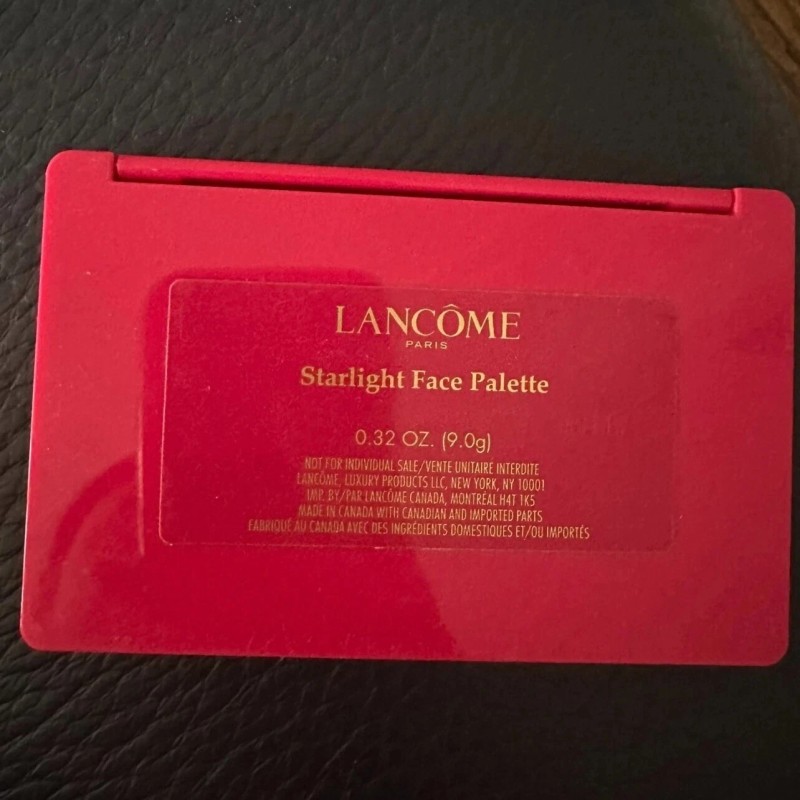 LANCÔME
PARIS
Starlight Face Palette
0.32 OZ. (9.0g)
NOT FOR INDIVIDUAL SALE/VENTE UNITAIRE INTERDITE
LANCÔME, LUXURY PRODUCTS LLC, NEW YORK, NY 10001
IMP. BY/PAR LANCÔME CANADA, MONTRÉAL H4T 1K5
MADE IN CANADA WITH CANADIAN AND IMPORTED PARTS
FABRIQUÉ AU CANADA AVEC DES INGRÉDIENTS DOMESTIQUES ET/OU IMPORTÉS